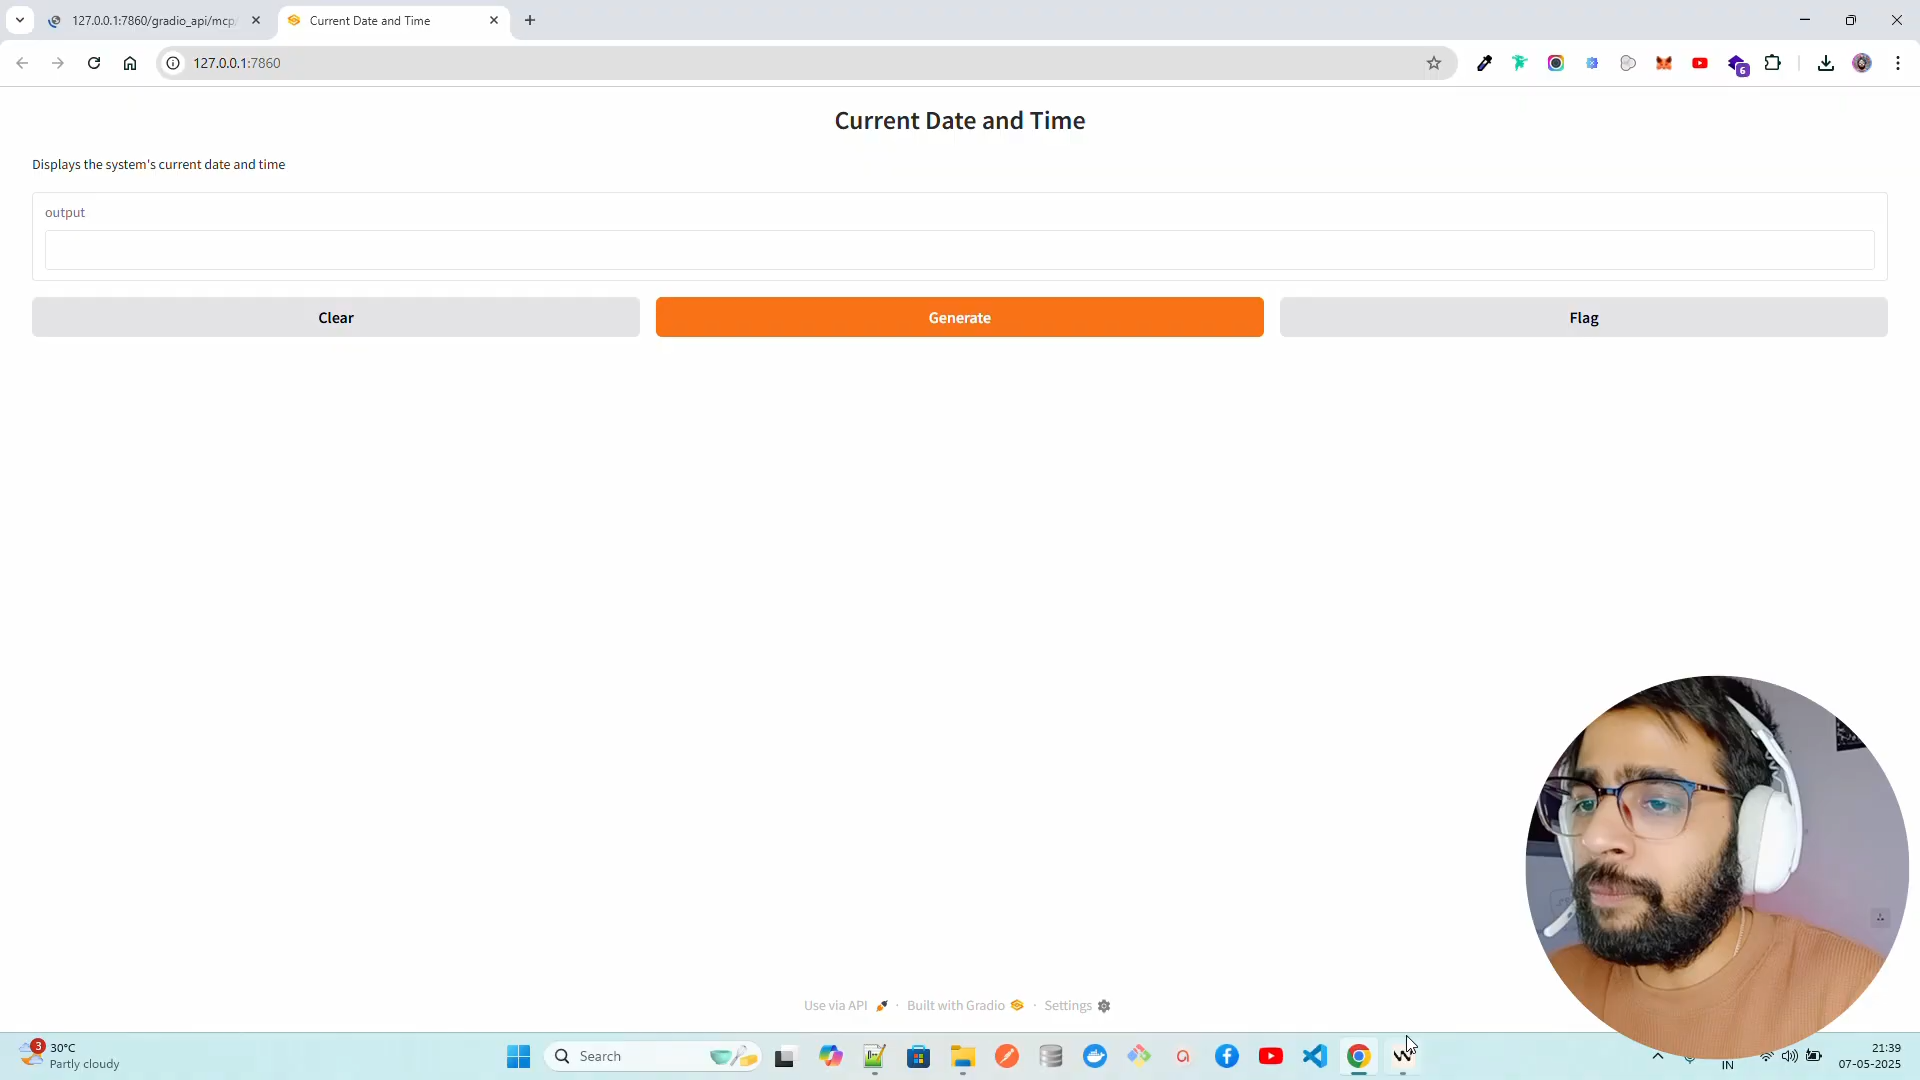 127.0.0.1:7860/gradio_api/mcp
Current Date and Time
127.0.0.1:7860
6
Current Date and Time
Displays the system's current date and time
output
Clear
Generate
Flag
Use via API
·
Built with Gradio
·
Settings
3
30°C
Partly cloudy
Search
IN
21:39
07-05-2025